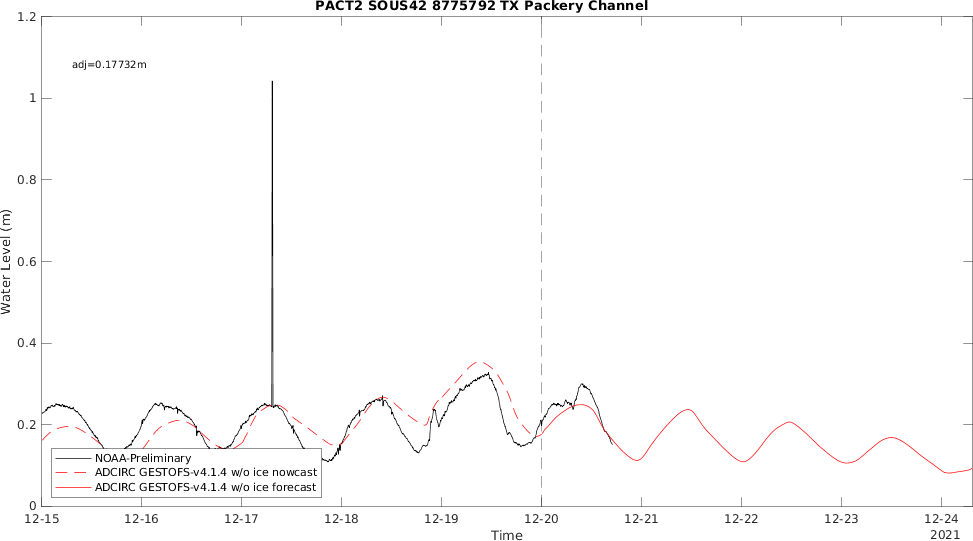 PACT2 SOUS42 8775792 TX Packery Channel
1.2
adj=0.17732m
1
0.8
0.6
0.4
0.2
0
Water Level (m)
NOAA-Preliminary
ADCIRC GESTOFS-v4.1.4 w/o ice nowcast
ADCIRC GESTOFS-v4.1.4 w/o ice forecast
12-15 12-16 12-17 12-18 12-19 12-20 12-21 12-22 12-23 12-24
Time
2021